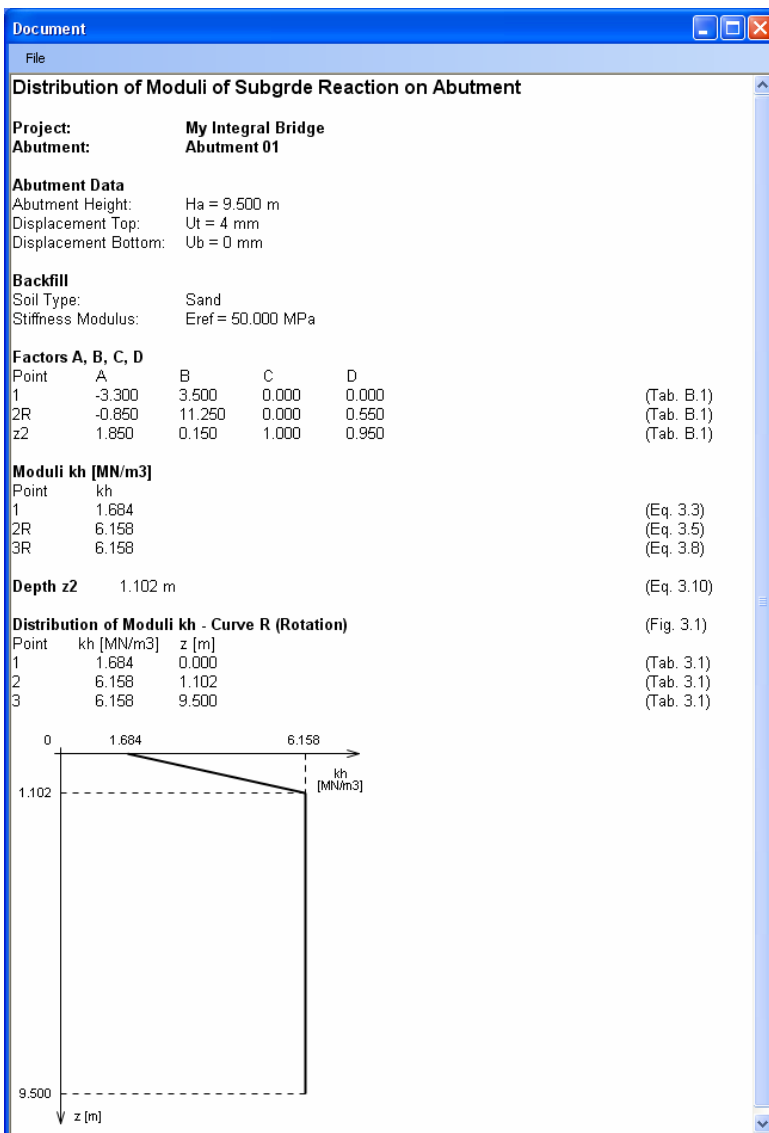 Document
File
Distribution of Moduli of Subgrde Reaction on Abutment
Project: My Integral Bridge
Abutment: Abutment 01
Abutment Data
Abutment Height: Ha = 9.500 m
Displacement Top: Ut = 4 mm
Displacement Bottom: Ub = 0 mm
Backfill
Soil Type: Sand
Stiffness Modulus: Eref = 50.000 MPa
Factors A, B, C, D
Point A B C D
1 -3.300 3.500 0.000 0.000 (Tab. B.1)
2R -0.850 11.250 0.000 0.550 (Tab. B.1)
z2 1.850 0.150 1.000 0.950 (Tab. B.1)
Moduli kh [MN/m3]
Point kh
1 1.684 (Eq. 3.3)
2R 6.158 (Eq. 3.5)
3R 6.158 (Eq. 3.8)
Depth z2 1.102 m (Eq. 3.10)
Distribution of Moduli kh - Curve R (Rotation) (Fig. 3.1)
Point kh [MN/m3] z [m]
1 1.684 0.000 (Tab. 3.1)
2 6.158 1.102 (Tab. 3.1)
3 6.158 9.500 (Tab. 3.1)
0 1.684 6.158
kh
[MN/m3]
1.102
9.500
z [m]